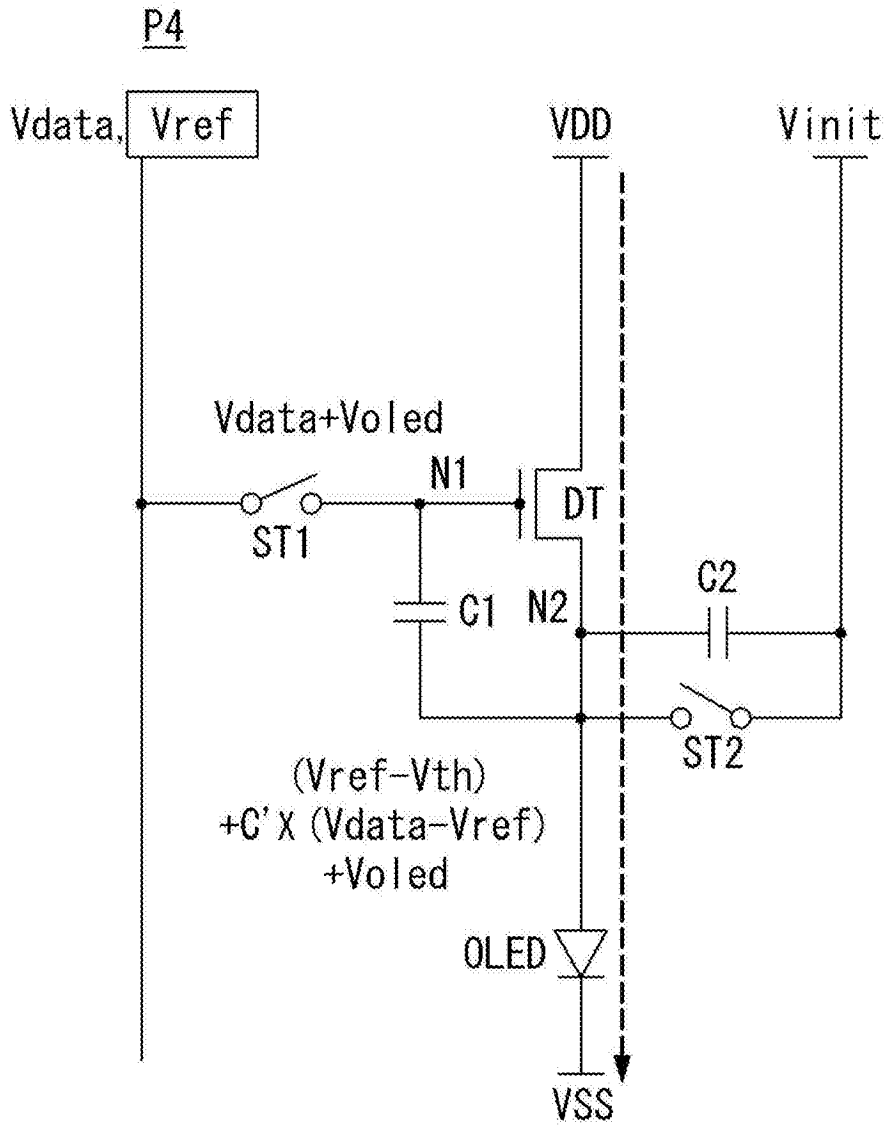 P4
Vdata, Vref
VDD
Vinit
Vdata+Voled
N1
DT
ST1
C1
N2
C2
ST2
(Vref-Vth)
+C'X(Vdata-Vref)
+Voled
OLED
VSS